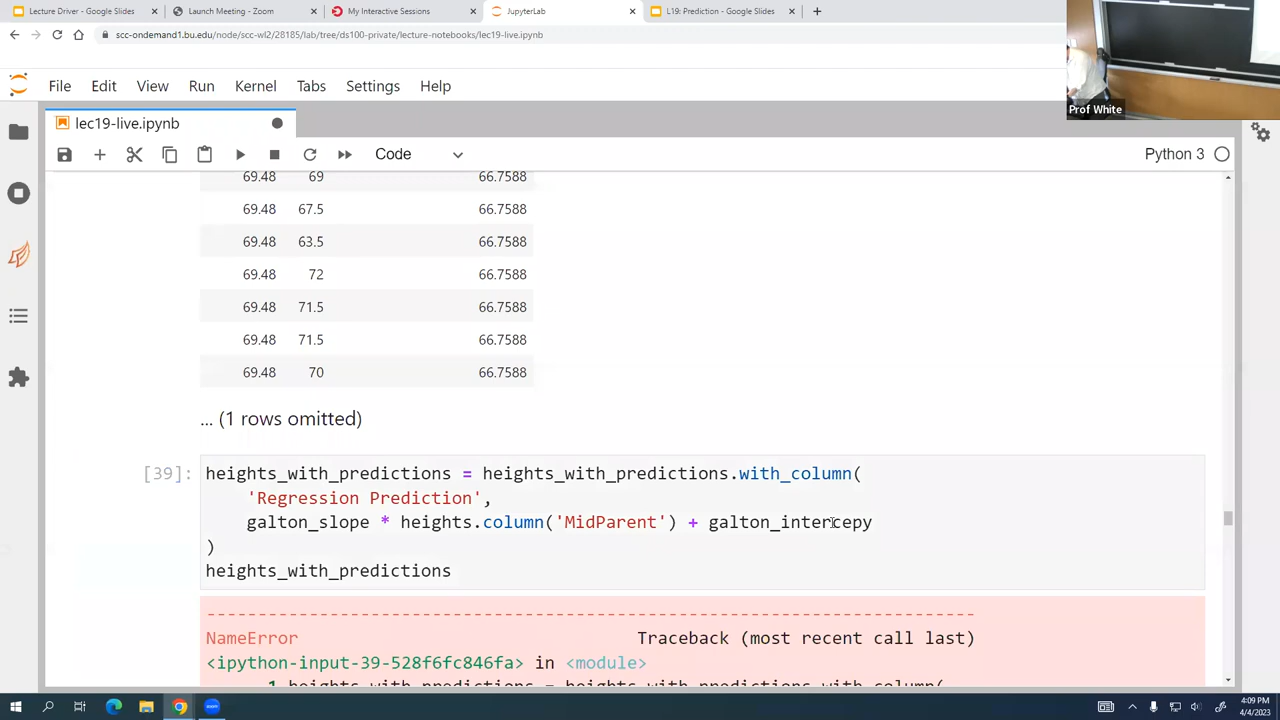 Lecture Driver - Google Slides
Launch Meeting - Zoom
My Interactive Sessions
JupyterLab
L19: Prediction - Google Slides
scc-ondemand1.bu.edu/node/scc-wl2/28185/lab/tree/ds100-private/lecture-notebooks/lec19-live.ipynb
Prof White
File Edit View Run Kernel Tabs Settings Help
lec19-live.ipynb
Code
Python 3
69.48 69 66.7588
69.48 67.5 66.7588
69.48 63.5 66.7588
69.48 72 66.7588
69.48 71.5 66.7588
69.48 71.5 66.7588
69.48 70 66.7588
... (1 rows omitted)
[39]: heights_with_predictions = heights_with_predictions.with_column(
'Regression Prediction',
galton_slope * heights.column('MidParent') + galton_intercepy
)
heights_with_predictions
---------------------------------------------------------------------------
NameError Traceback (most recent call last)
<ipython-input-39-528f6fc846fa> in <module>
1 heights_with_predictions = heights_with_predictions.with_column(
4:09 PM
4/4/2023